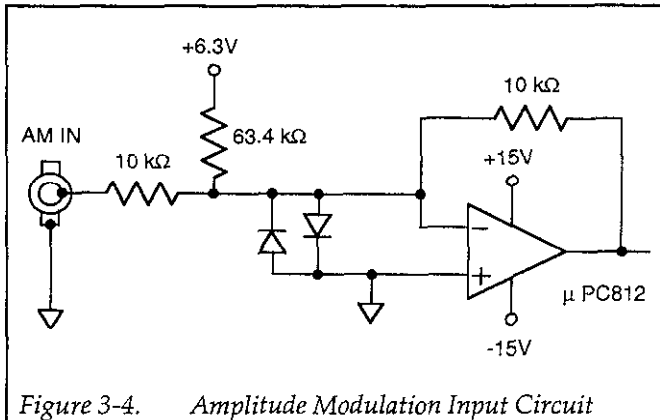 +6.3V
10 kΩ
AM IN
63.4 kΩ
10 kΩ
+15V
−
+
μ PC812
-15V
Figure 3-4. Amplitude Modulation Input Circuit